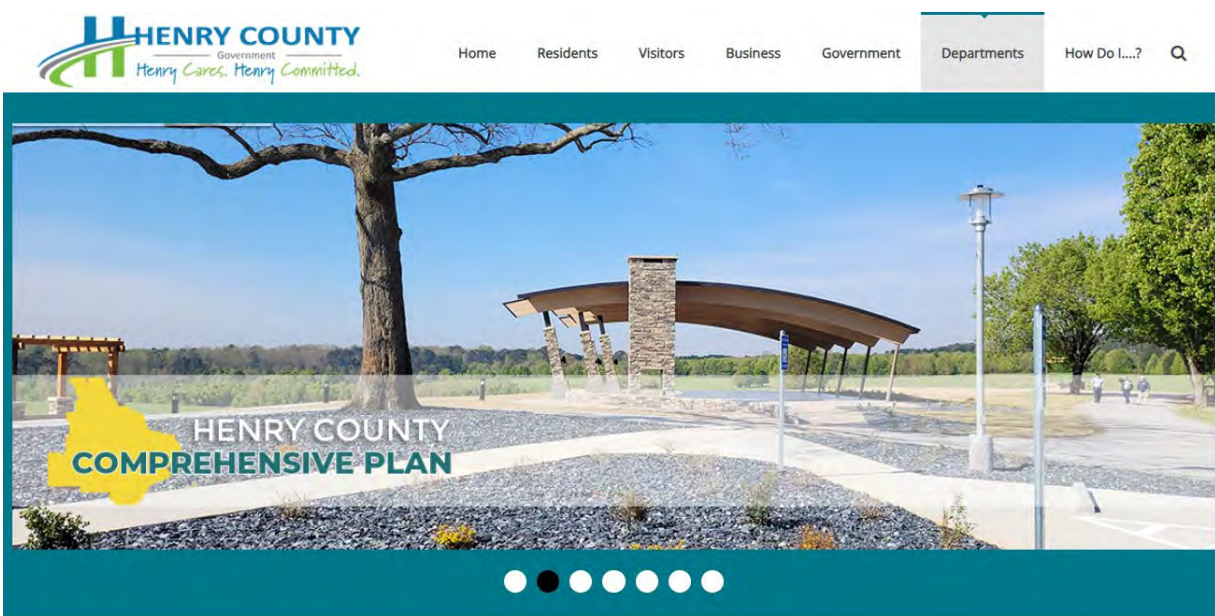 HENRY COUNTY
Government
Henry Cares. Henry Committed.
Home Residents Visitors Business Government Departments How Do I....?
HENRY COUNTY
COMPREHENSIVE PLAN